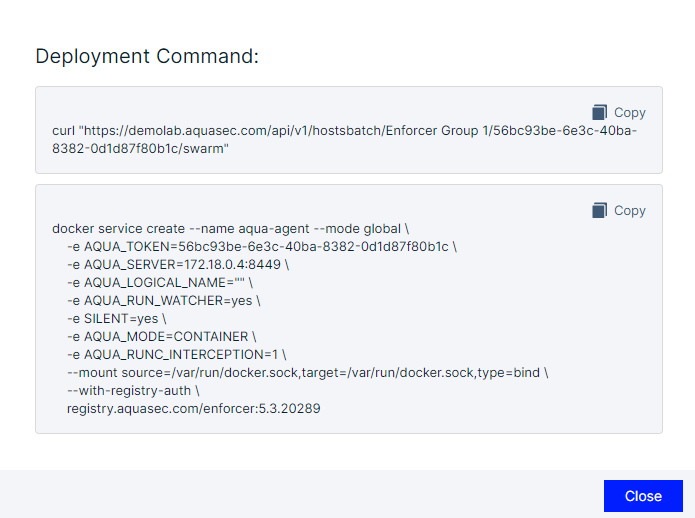 Deployment Command:
Copy
curl "https://demolab.aquasec.com/api/v1/hostsbatch/Enforcer Group 1/56bc93be-6e3c-40ba-
8382-0d1d87f80b1c/swarm"
Copy
docker service create --name aqua-agent --mode global \
-e AQUA_TOKEN=56bc93be-6e3c-40ba-8382-0d1d87f80b1c \
-e AQUA_SERVER=172.18.0.4:8449 \
-e AQUA_LOGICAL_NAME="" \
-e AQUA_RUN_WATCHER=yes \
-e SILENT=yes \
-e AQUA_MODE=CONTAINER \
-e AQUA_RUNC_INTERCEPTION=1 \
--mount source=/var/run/docker.sock,target=/var/run/docker.sock,type=bind \
--with-registry-auth \
registry.aquasec.com/enforcer:5.3.20289
Close